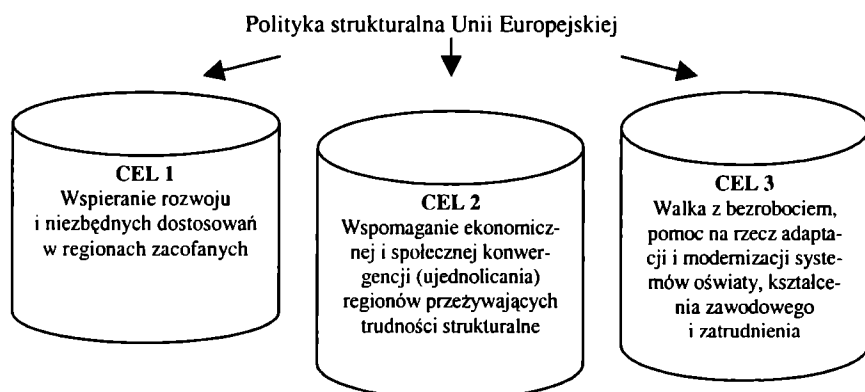 Polityka strukturalna Unii Europejskiej
CEL 1
Wspieranie rozwoju
i niezbędnych dostosowań
w regionach zacofanych
CEL 2
Wspomaganie ekonomicz-
nej i społecznej konwer-
gencji (ujednolicania)
regionów przeżywających
trudności strukturalne
CEL 3
Walka z bezrobociem,
pomoc na rzecz adapta-
cji i modernizacji syste-
mów oświaty, kształce-
nia zawodowego
i zatrudnienia